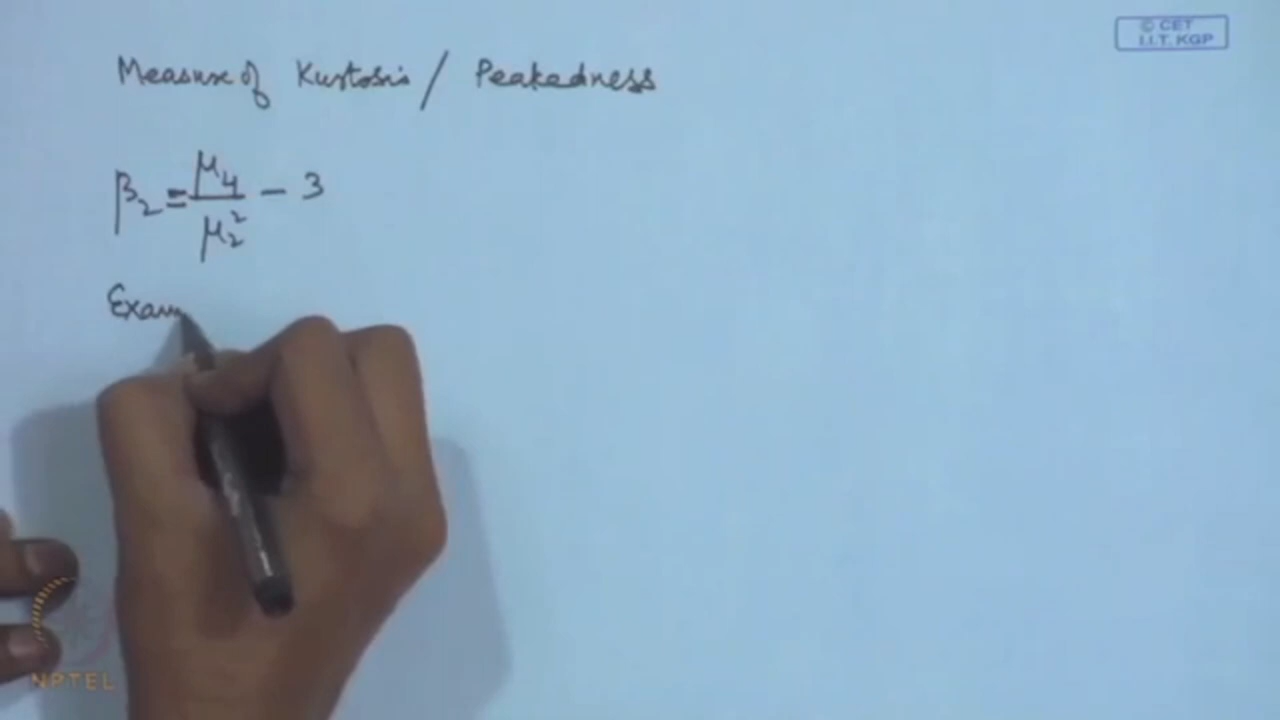 © CET
I.I.T. KGP
Measure of Kurtosis / Peakedness
β₂ = μ₄ / μ₂² − 3
Exam
NPTEL